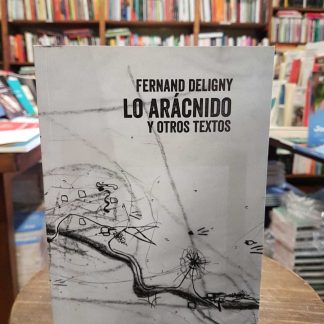 FERNAND DELIGNY
LO ARÁCNIDO
Y OTROS TEXTOS